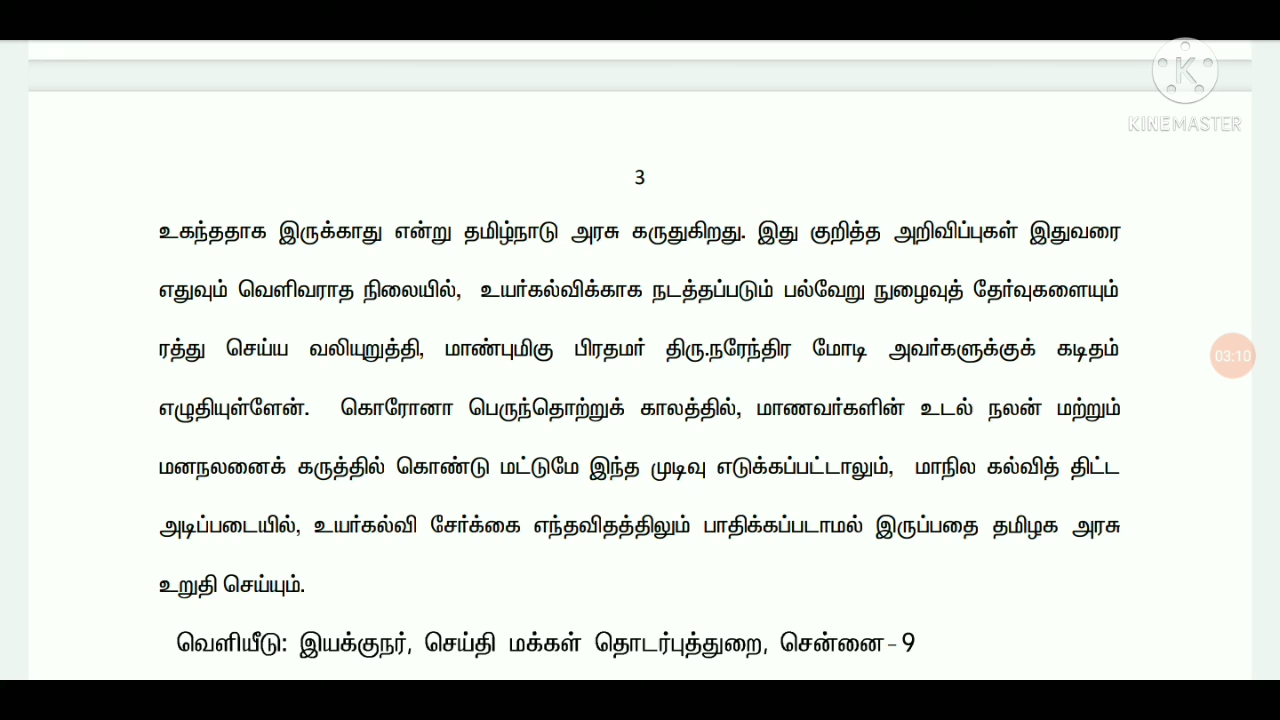 KINEMASTER
3
உகந்ததாக இருக்காது என்று தமிழ்நாடு அரசு கருதுகிறது. இது குறித்த அறிவிப்புகள் இதுவரை
எதுவும் வெளிவராத நிலையில், உயர்கல்விக்காக நடத்தப்படும் பல்வேறு நுழைவுத் தேர்வுகளையும்
ரத்து செய்ய வலியுறுத்தி, மாண்புமிகு பிரதமர் திரு.நரேந்திர மோடி அவர்களுக்குக் கடிதம்
03:10
எழுதியுள்ளேன். கொரோனா பெருந்தொற்றுக் காலத்தில், மாணவர்களின் உடல் நலன் மற்றும்
மனநலனைக் கருத்தில் கொண்டு மட்டுமே இந்த முடிவு எடுக்கப்பட்டாலும், மாநில கல்வித் திட்ட
அடிப்படையில், உயர்கல்வி சேர்க்கை எந்தவிதத்திலும் பாதிக்கப்படாமல் இருப்பதை தமிழக அரசு
உறுதி செய்யும்.
வெளியீடு: இயக்குநர், செய்தி மக்கள் தொடர்புத்துறை, சென்னை-9